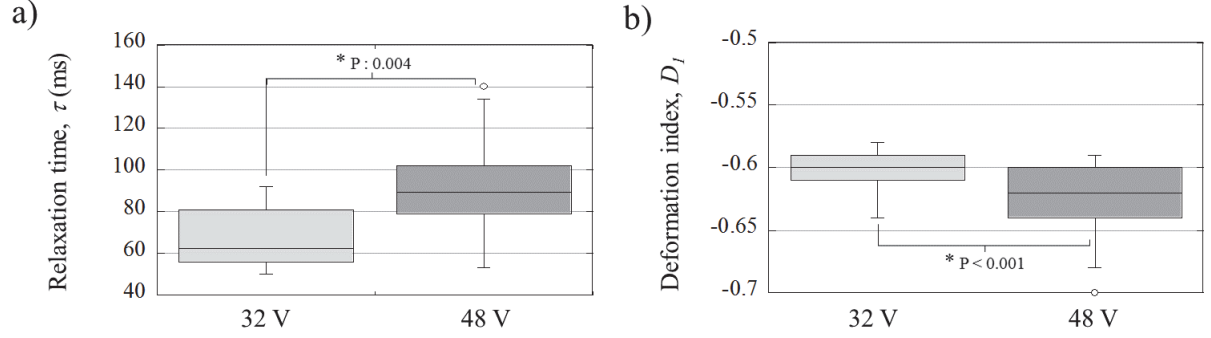 a)
Relaxation time, τ (ms)
160
140
120
100
80
60
40
* P : 0.004
32 V
48 V
b)
Deformation index, D1
-0.5
-0.55
-0.6
-0.65
-0.7
* P < 0.001
32 V
48 V